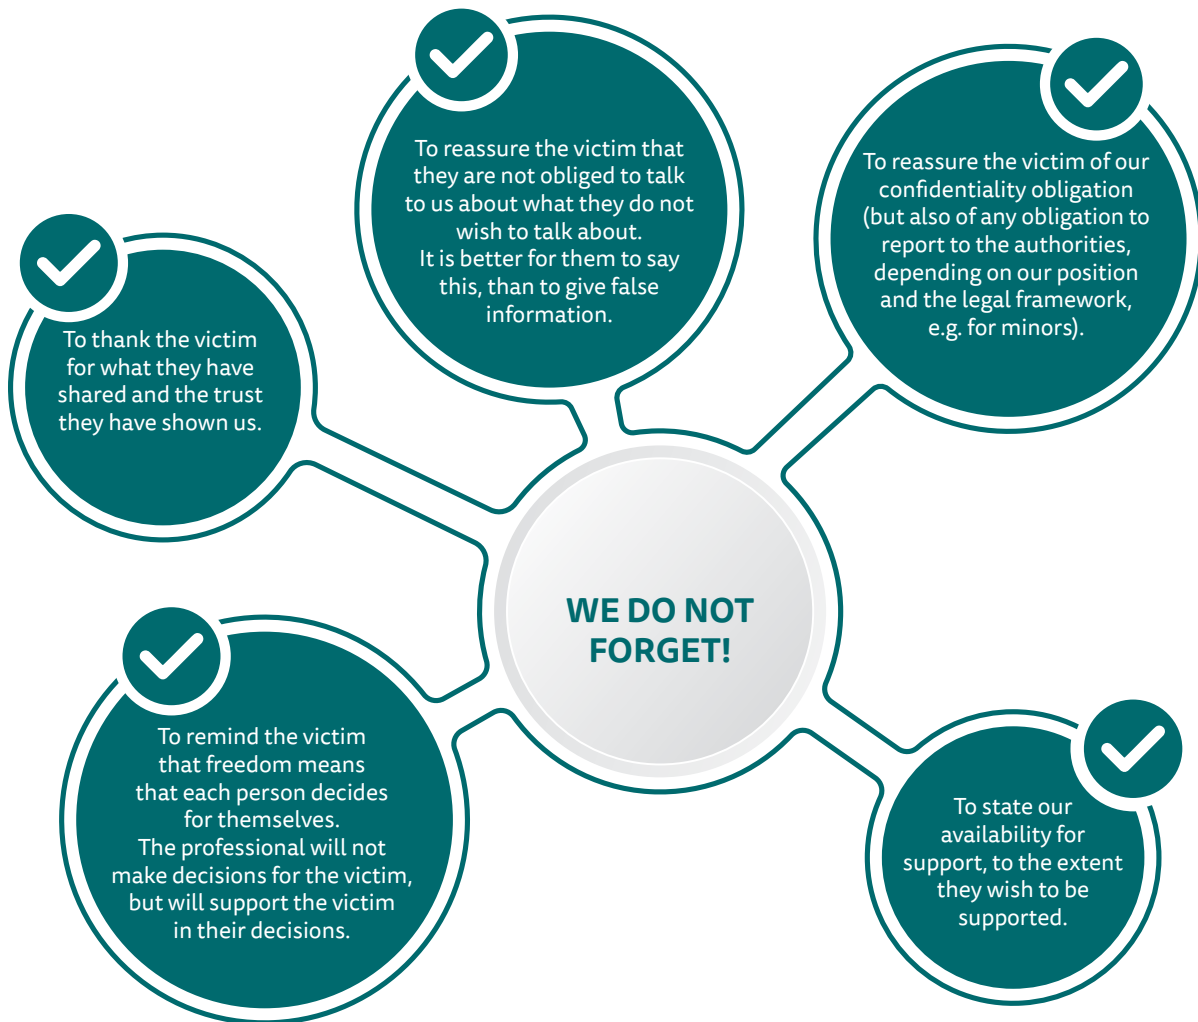 To reassure the victim that
they are not obliged to talk
to us about what they do not
wish to talk about.
It is better for them to say
this, than to give false
information.
To reassure the victim of our
confidentiality obligation
(but also of any obligation to
report to the authorities,
depending on our position
and the legal framework,
e.g. for minors).
To thank the victim
for what they have
shared and the trust
they have shown us.
WE DO NOT
FORGET!
To remind the victim
that freedom means
that each person decides
for themselves.
The professional will not
make decisions for the victim,
but will support the victim
in their decisions.
To state our
availability for
support, to the extent
they wish to be
supported.